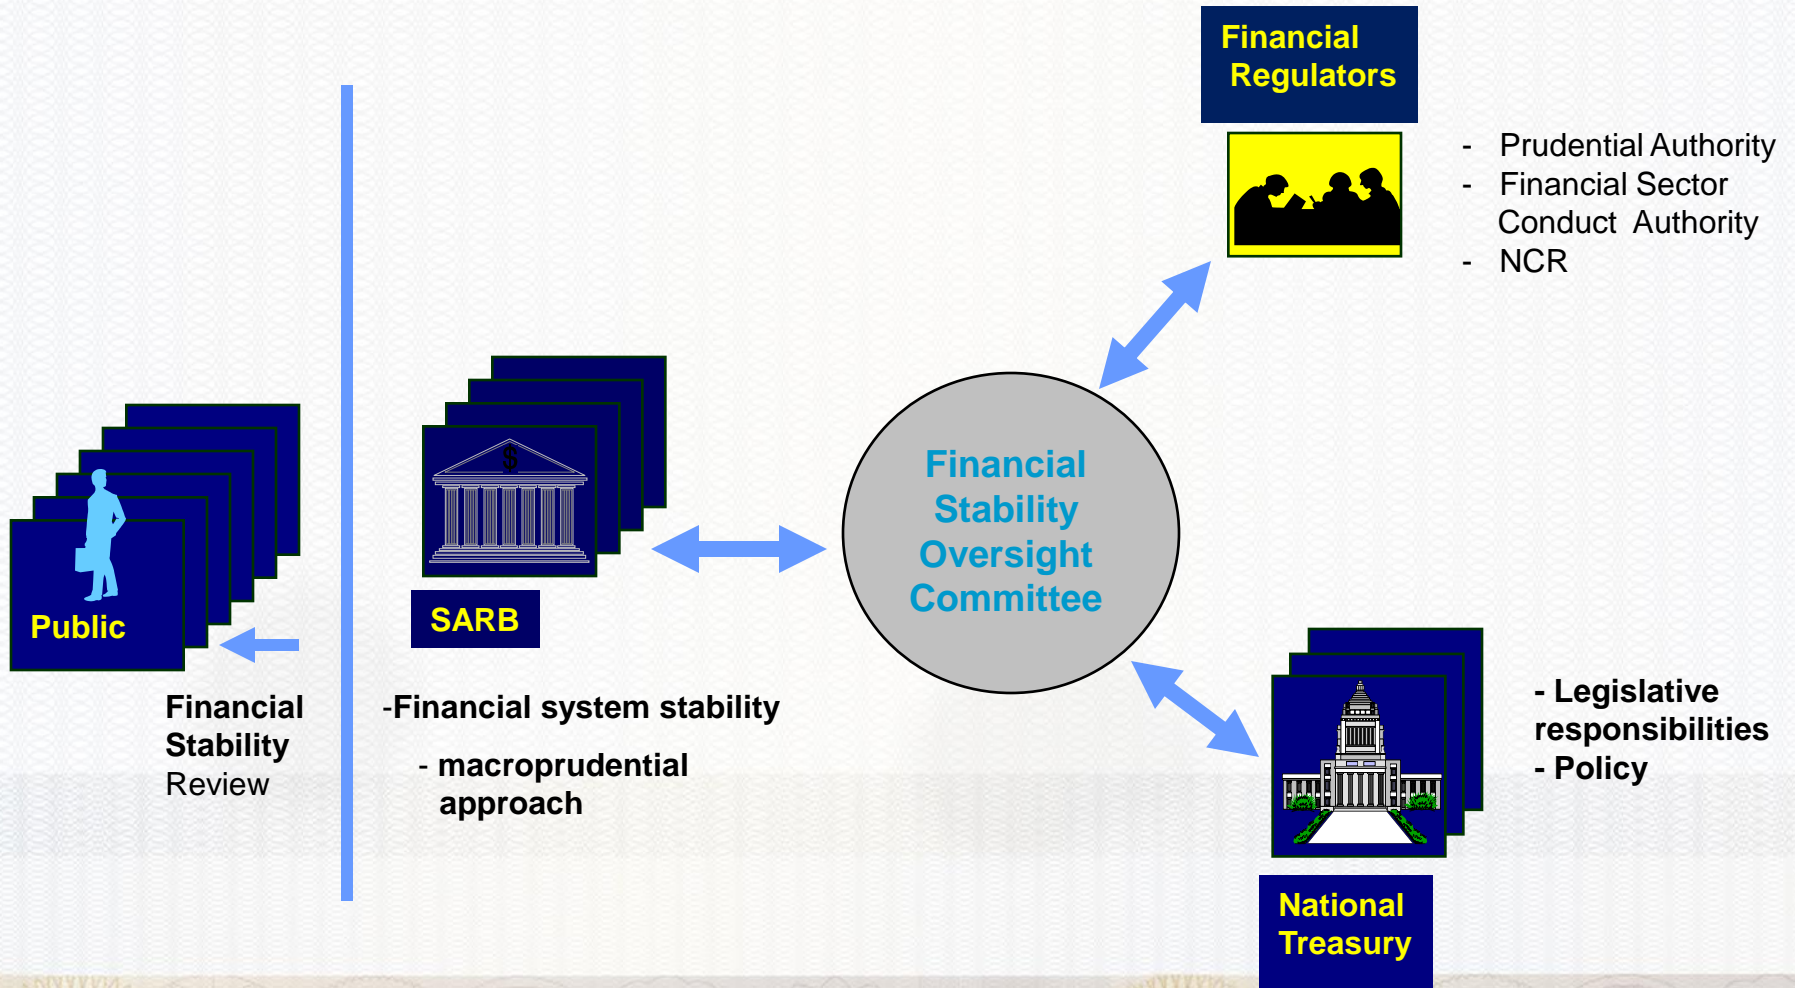 Financial
Regulators
- Prudential Authority
- Financial Sector
Conduct Authority
- NCR
$
Public
SARB
Financial
Stability
Oversight
Committee
Financial
Stability
Review
-Financial system stability
- macroprudential
approach
- Legislative
responsibilities
- Policy
National
Treasury